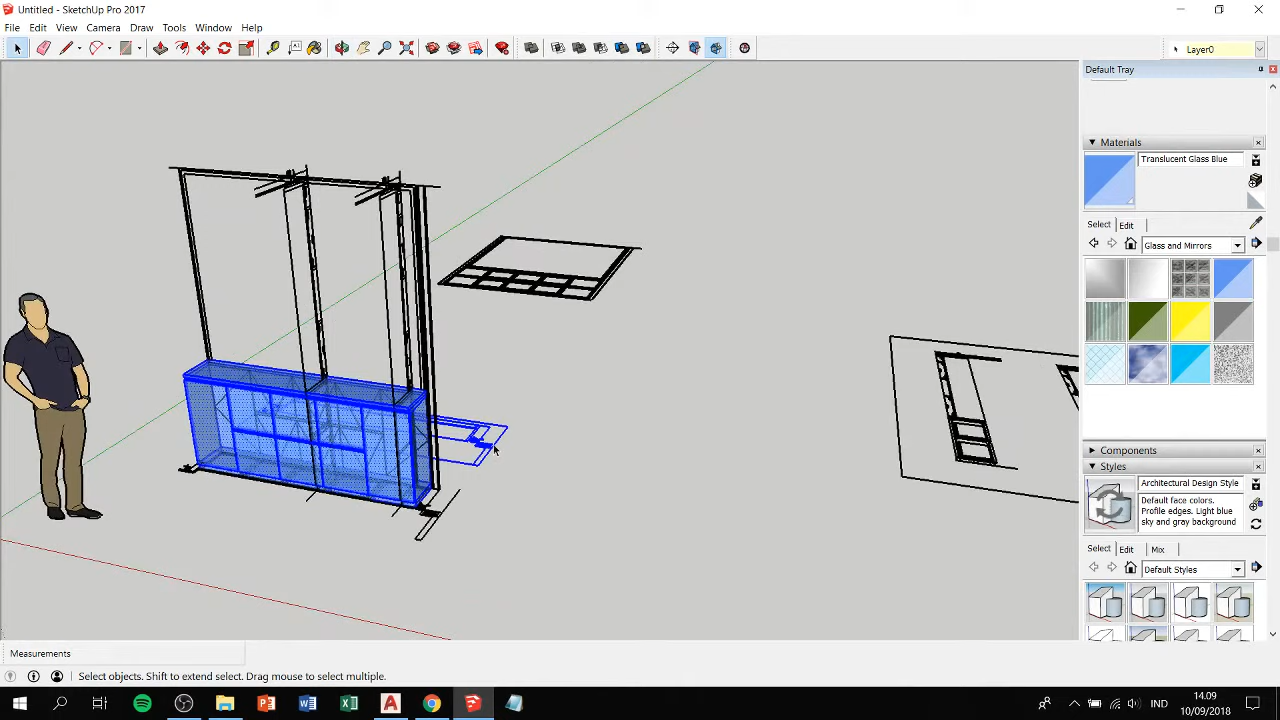 Untitled - SketchUp Pro 2017
File Edit View Camera Draw Tools Window Help
Layer0
Default Tray
Materials
Translucent Glass Blue
Select Edit
Glass and Mirrors
Components
Styles
Architectural Design Style
Default face colors.
Profile edges. Light blue
sky and gray background
Select Edit Mix
Default Styles
Measurements
Select objects. Shift to extend select. Drag mouse to select multiple.
IND
14.09
10/09/2018